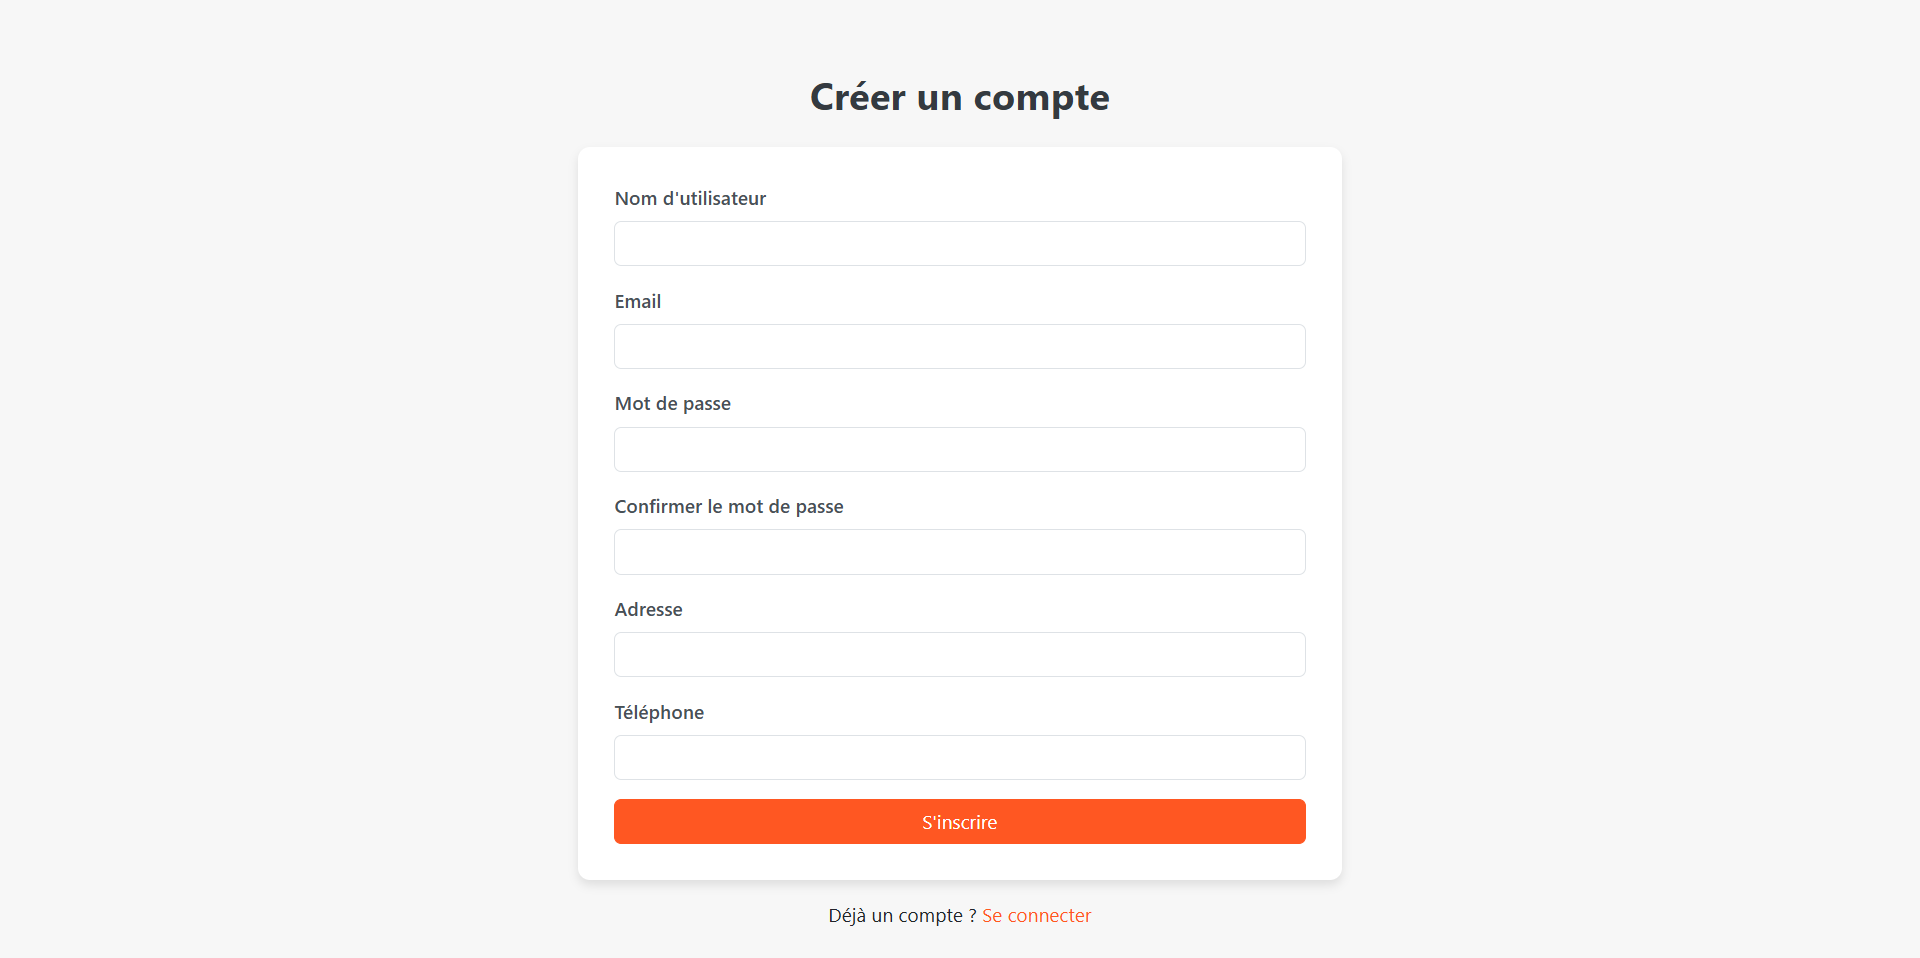 Créer un compte
Nom d'utilisateur
Email
Mot de passe
Confirmer le mot de passe
Adresse
Téléphone
S'inscrire
Déjà un compte ? Se connecter